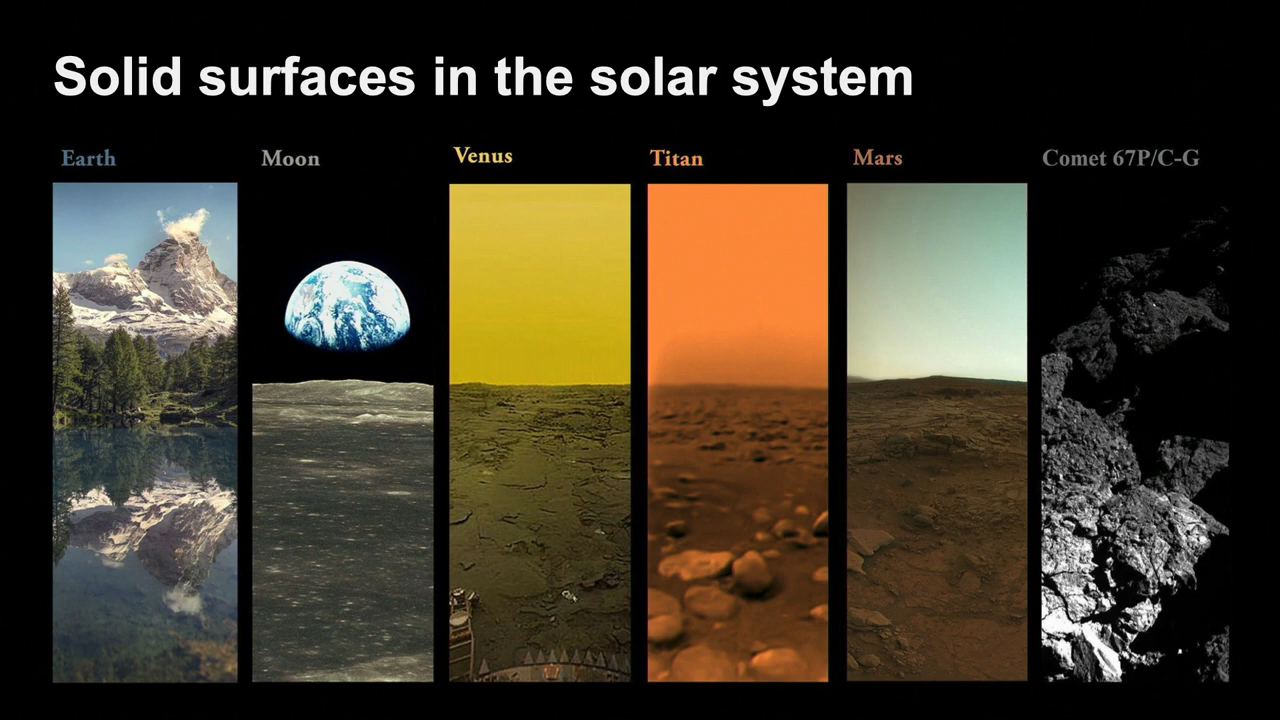 Solid surfaces in the solar system
Earth
Moon
Venus
Titan
Mars
Comet 67P/C-G